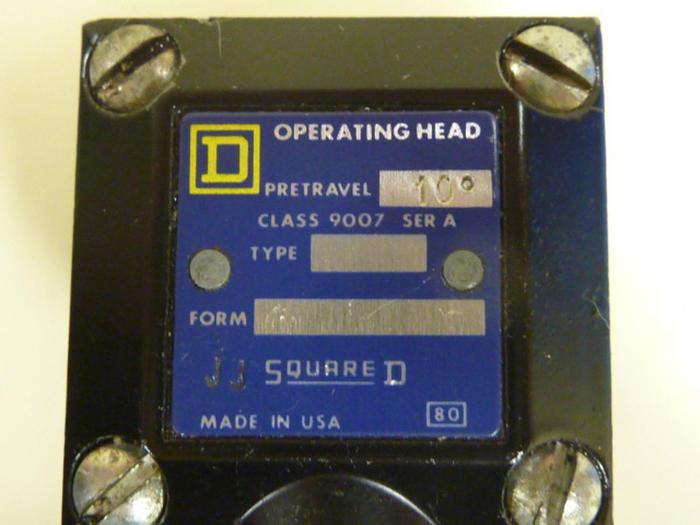 D OPERATING HEAD
PRETRAVEL 10°
CLASS 9007 SER A
TYPE
FORM
JJ SQUARE D
MADE IN USA 80